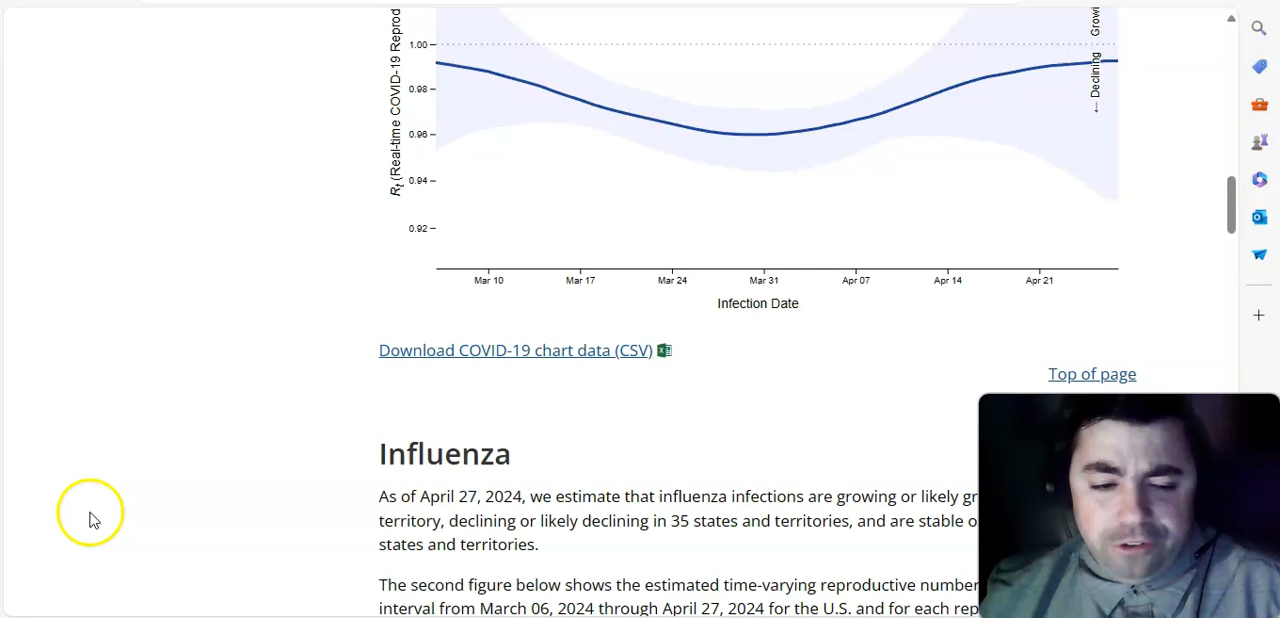 Rt (Real-time COVID-19 Reprod
1.00
0.98
0.96
0.94
0.92
← Declining
Mar 10 Mar 17 Mar 24 Mar 31 Apr 07 Apr 14 Apr 21
Infection Date
Download COVID-19 chart data (CSV)
Top of page
Influenza
As of April 27, 2024, we estimate that influenza infections are growing or likely
territory, declining or likely declining in 35 states and territories, and are stable
states and territories.
The second figure below shows the estimated time-varying reproductive number
interval from March 06, 2024 through April 27, 2024 for the U.S. and for each